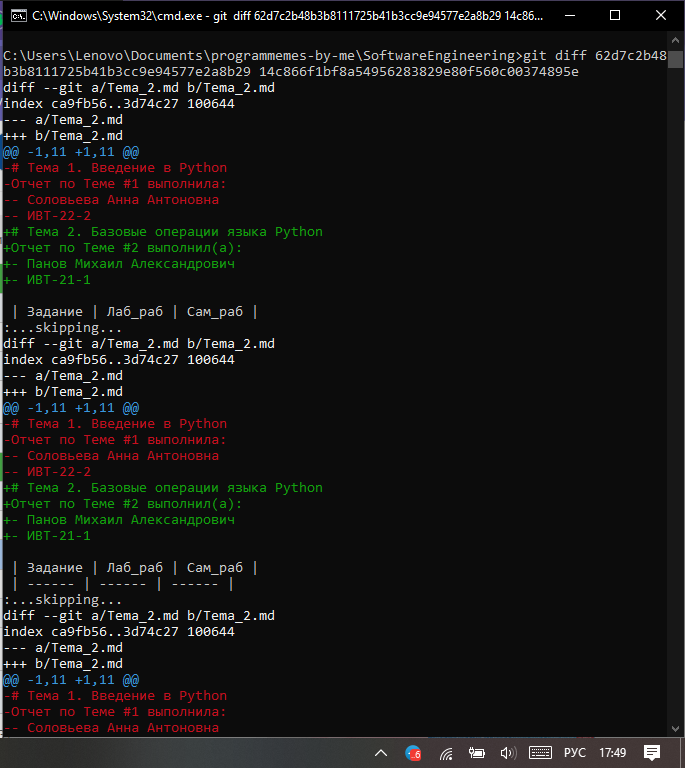 C:\Windows\System32\cmd.exe - git diff 62d7c2b48b3b8111725b41b3cc9e94577e2a8b29 14c86...
C:\Users\Lenovo\Documents\programmemes-by-me\SoftwareEngineering>git diff 62d7c2b48
b3b8111725b41b3cc9e94577e2a8b29 14c866f1bf8a54956283829e80f560c00374895e
diff --git a/Tema_2.md b/Tema_2.md
index ca9fb56..3d74c27 100644
--- a/Tema_2.md
+++ b/Tema_2.md
@@ -1,11 +1,11 @@
-# Тема 1. Введение в Python
-Отчет по Теме #1 выполнила:
-- Соловьева Анна Антоновна
-- ИВТ-22-2
+# Тема 2. Базовые операции языка Python
+Отчет по Теме #2 выполнил(а):
+- Панов Михаил Александрович
+- ИВТ-21-1
| Задание | Лаб_раб | Сам_раб |
:...skipping...
diff --git a/Tema_2.md b/Tema_2.md
index ca9fb56..3d74c27 100644
--- a/Tema_2.md
+++ b/Tema_2.md
@@ -1,11 +1,11 @@
-# Тема 1. Введение в Python
-Отчет по Теме #1 выполнила:
-- Соловьева Анна Антоновна
-- ИВТ-22-2
+# Тема 2. Базовые операции языка Python
+Отчет по Теме #2 выполнил(а):
+- Панов Михаил Александрович
+- ИВТ-21-1
| Задание | Лаб_раб | Сам_раб |
| ------ | ------ | ------ |
:...skipping...
diff --git a/Tema_2.md b/Tema_2.md
index ca9fb56..3d74c27 100644
--- a/Tema_2.md
+++ b/Tema_2.md
@@ -1,11 +1,11 @@
-# Тема 1. Введение в Python
-Отчет по Теме #1 выполнила:
-- Соловьева Анна Антоновна
РУС 17:49